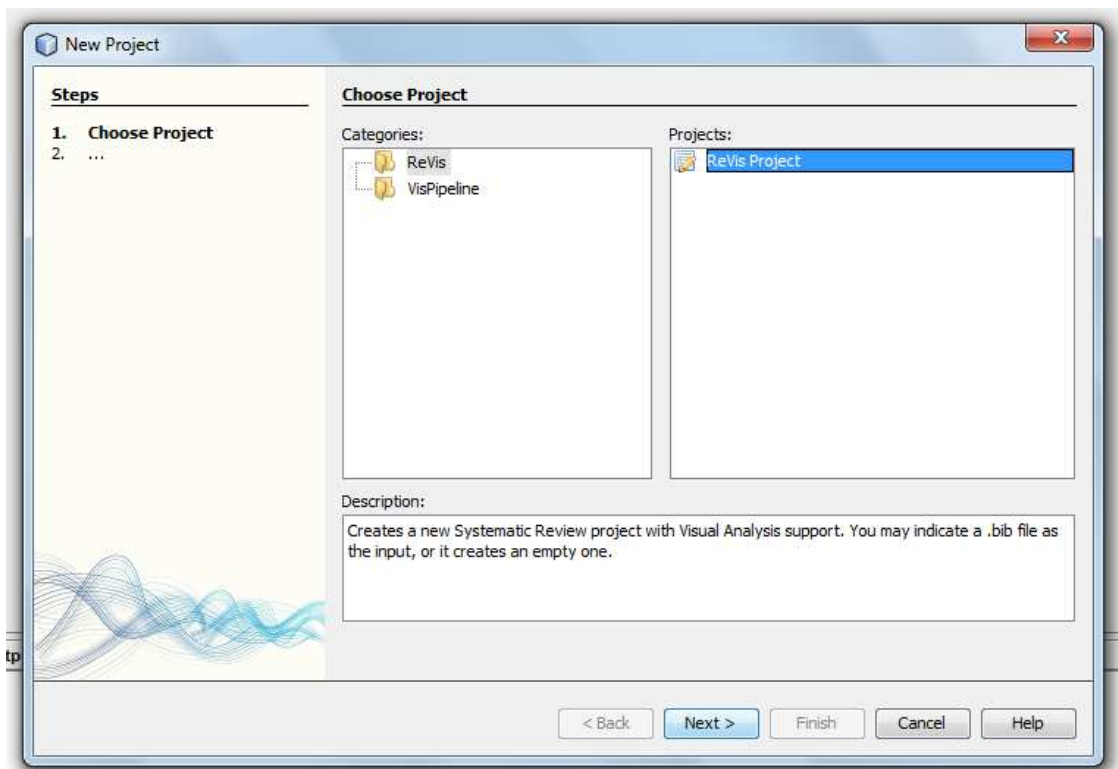 New Project
Steps
1. Choose Project
2. ...
Choose Project
Categories:
ReVis
VisPipeline
Projects:
ReVis Project
Description:
Creates a new Systematic Review project with Visual Analysis support. You may indicate a .bib file as
the input, or it creates an empty one.
tp
< Back
Next >
Finish
Cancel
Help